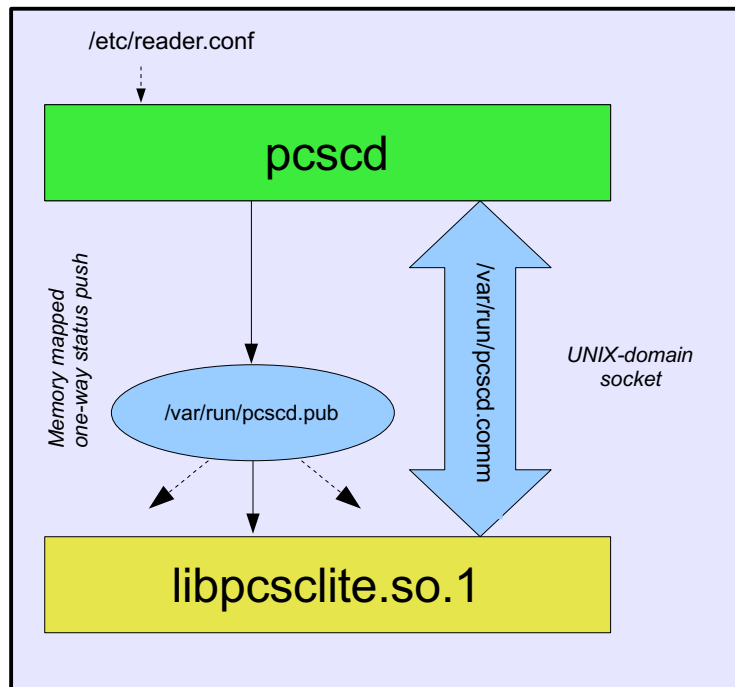 /etc/reader.conf
pcscd
Memory mapped
one-way status push
/var/run/pcscd.comm
UNIX-domain
socket
/var/run/pcscd.pub
libpcsclite.so.1